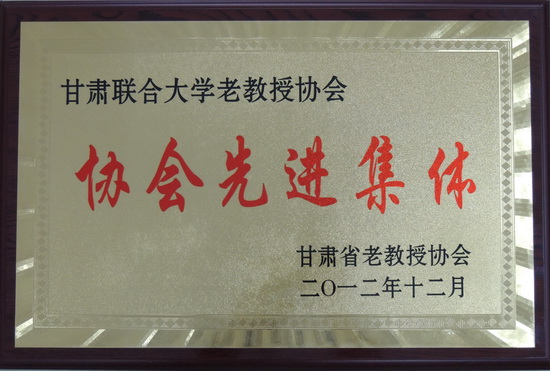 甘肃联合大学老教授协会
协会先进集体
甘肃省老教授协会
二〇一二年十二月